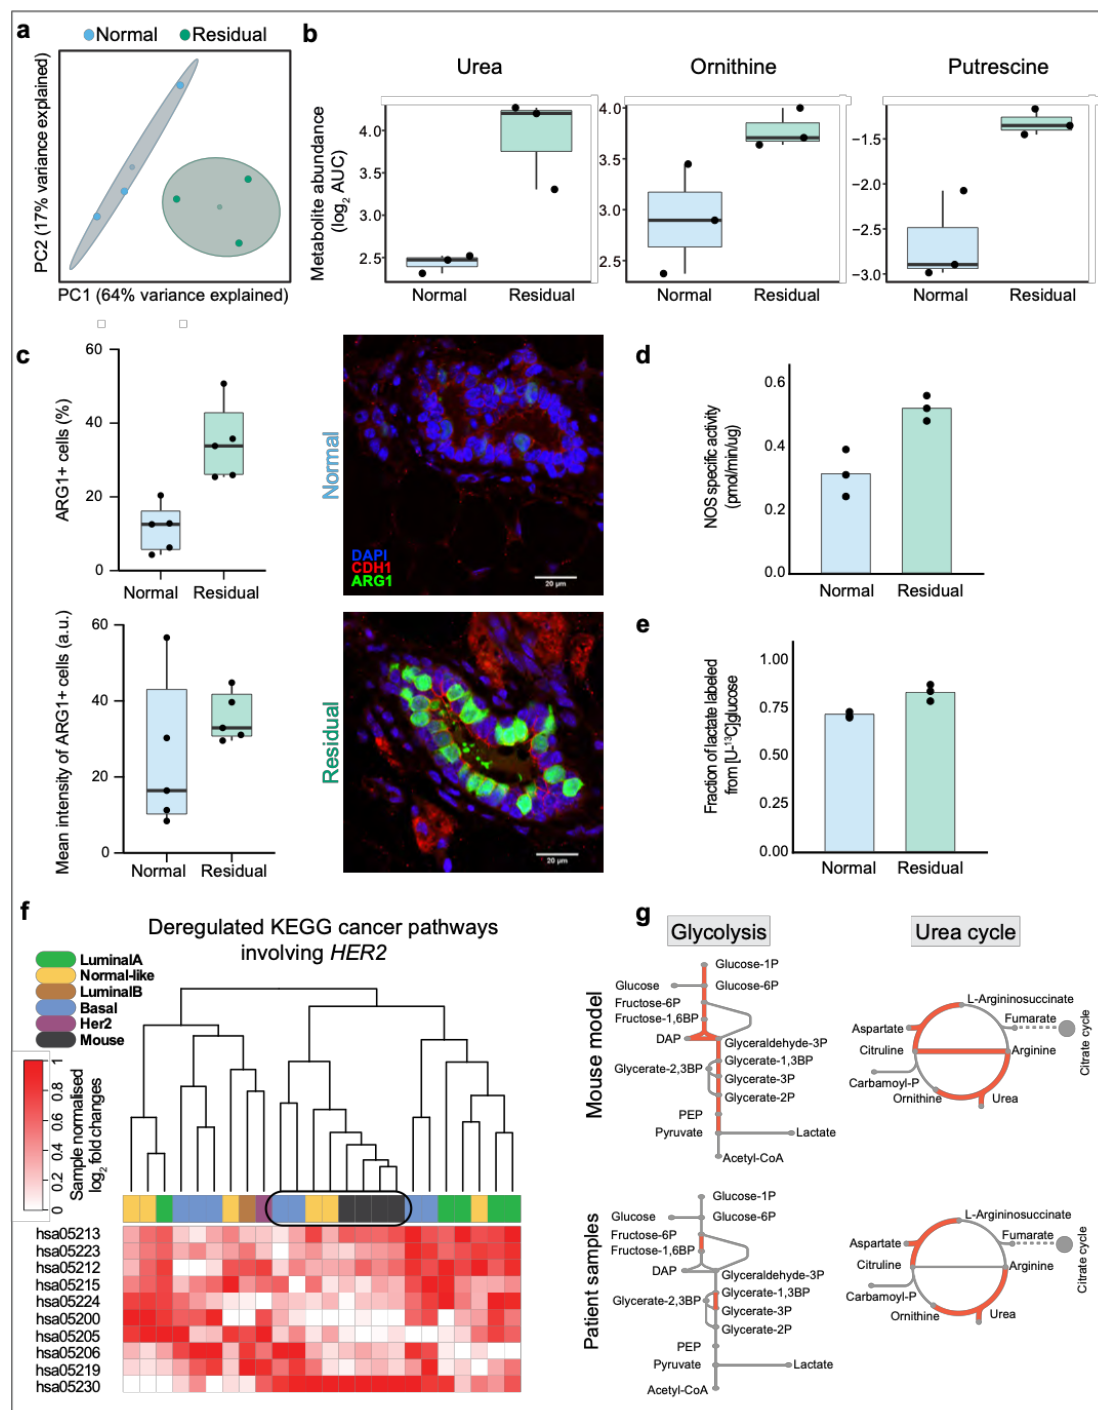 a
Normal
Residual
PC2 (17% variance explained)
PC1 (64% variance explained)
b
Urea
Ornithine
Putrescine
Metabolite abundance
(log2 AUC)
4.0
3.5
3.0
2.5
Normal
Residual
4.0
3.5
3.0
2.5
Normal
Residual
−1.5
−2.0
−2.5
−3.0
Normal
Residual
c
ARG1+ cells (%)
60
40
20
0
Normal
Residual
Mean intensity of ARG1+ cells (a.u.)
60
40
20
0
Normal
Residual
Normal
DAPI
CDH1
ARG1
20 µm
Residual
20 µm
d
NOS specific activity
(pmol/min/ug)
0.6
0.4
0.2
0.0
Normal
Residual
e
Fraction of lactate labeled
from [U-13C]glucose
1.00
0.75
0.50
0.25
0.00
Normal
Residual
f
Deregulated KEGG cancer pathways
involving HER2
LuminalA
Normal-like
LuminalB
Basal
Her2
Mouse
Sample normalised
log2 fold changes
1
0.8
0.6
0.4
0.2
0
hsa05213
hsa05223
hsa05212
hsa05215
hsa05224
hsa05200
hsa05205
hsa05206
hsa05219
hsa05230
g
Glycolysis
Urea cycle
Mouse model
Glucose-1P
Glucose
Glucose-6P
Fructose-6P
Fructose-1,6BP
DAP
Glyceraldehyde-3P
Glycerate-1,3BP
Glycerate-2,3BP
Glycerate-3P
Glycerate-2P
PEP
Pyruvate
Lactate
Acetyl-CoA
L-Argininosuccinate
Fumarate
Aspartate
Citruline
Arginine
Carbamoyl-P
Ornithine
Urea
Citrate cycle
Patient samples
Glucose-1P
Glucose
Glucose-6P
Fructose-6P
Fructose-1,6BP
DAP
Glyceraldehyde-3P
Glycerate-1,3BP
Glycerate-2,3BP
Glycerate-3P
Glycerate-2P
PEP
Pyruvate
Lactate
Acetyl-CoA
L-Argininosuccinate
Fumarate
Aspartate
Citruline
Arginine
Carbamoyl-P
Ornithine
Urea
Citrate cycle